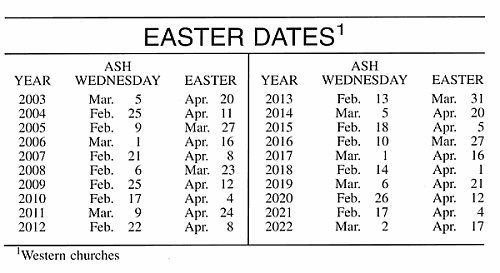 EASTER DATES¹
ASH ASH
YEAR WEDNESDAY EASTER YEAR WEDNESDAY EASTER
2003 Mar. 5 Apr. 20 2013 Feb. 13 Mar. 31
2004 Feb. 25 Apr. 11 2014 Mar. 5 Apr. 20
2005 Feb. 9 Mar. 27 2015 Feb. 18 Apr. 5
2006 Mar. 1 Apr. 16 2016 Feb. 10 Mar. 27
2007 Feb. 21 Apr. 8 2017 Mar. 1 Apr. 16
2008 Feb. 6 Mar. 23 2018 Feb. 14 Apr. 1
2009 Feb. 25 Apr. 12 2019 Mar. 6 Apr. 21
2010 Feb. 17 Apr. 4 2020 Feb. 26 Apr. 12
2011 Mar. 9 Apr. 24 2021 Feb. 17 Apr. 4
2012 Feb. 22 Apr. 8 2022 Mar. 2 Apr. 17
¹Western churches